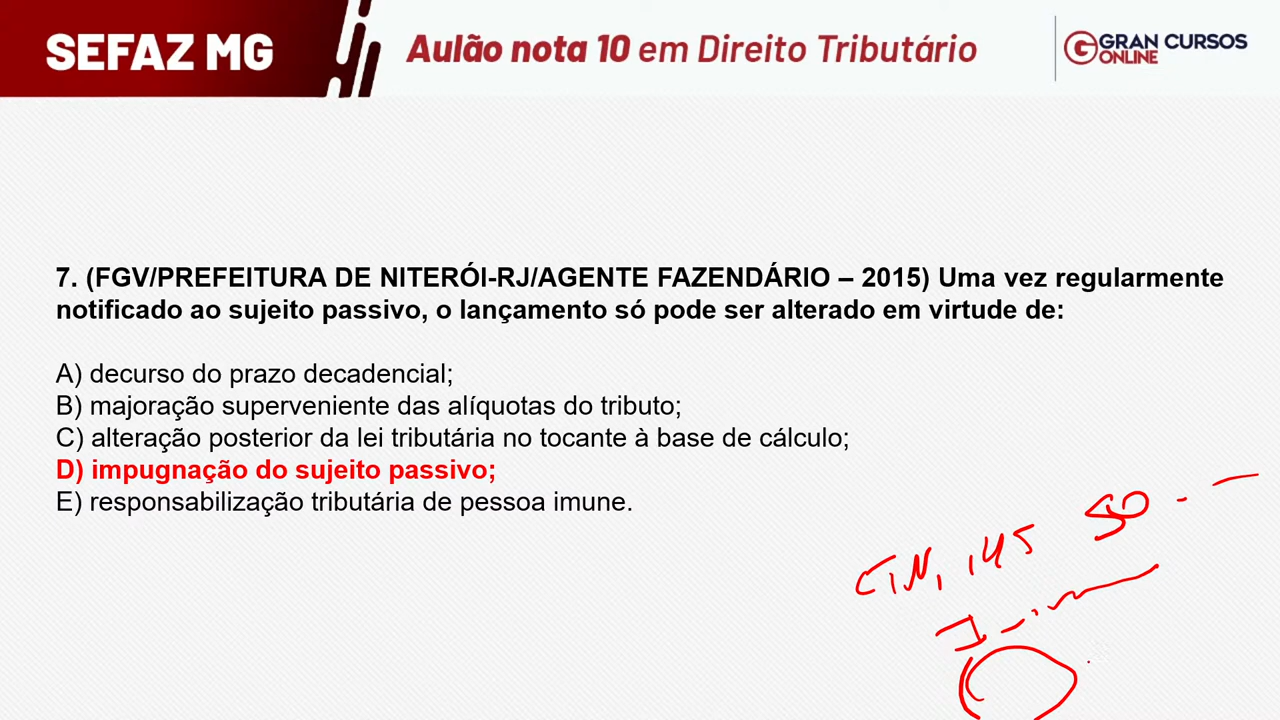 SEFAZ MG
Aulão nota 10 em Direito Tributário
GRAN CURSOS
ONLINE
7. (FGV/PREFEITURA DE NITERÓI-RJ/AGENTE FAZENDÁRIO – 2015) Uma vez regularmente
notificado ao sujeito passivo, o lançamento só pode ser alterado em virtude de:
A) decurso do prazo decadencial;
B) majoração superveniente das alíquotas do tributo;
C) alteração posterior da lei tributária no tocante à base de cálculo;
D) impugnação do sujeito passivo;
E) responsabilização tributária de pessoa imune.
CTN, 145
I -